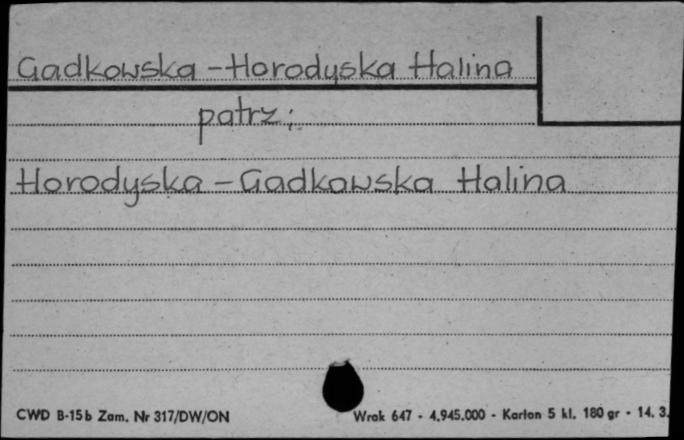 Gadkowska - Horodyska Halina
patrz:
Horodyska - Gadkowska Halina
CWD B-15b Zam. Nr 317/DW/ON Wrak 647 - 4.945.000 - Karton 5 kl. 180 gr - 14. 3.